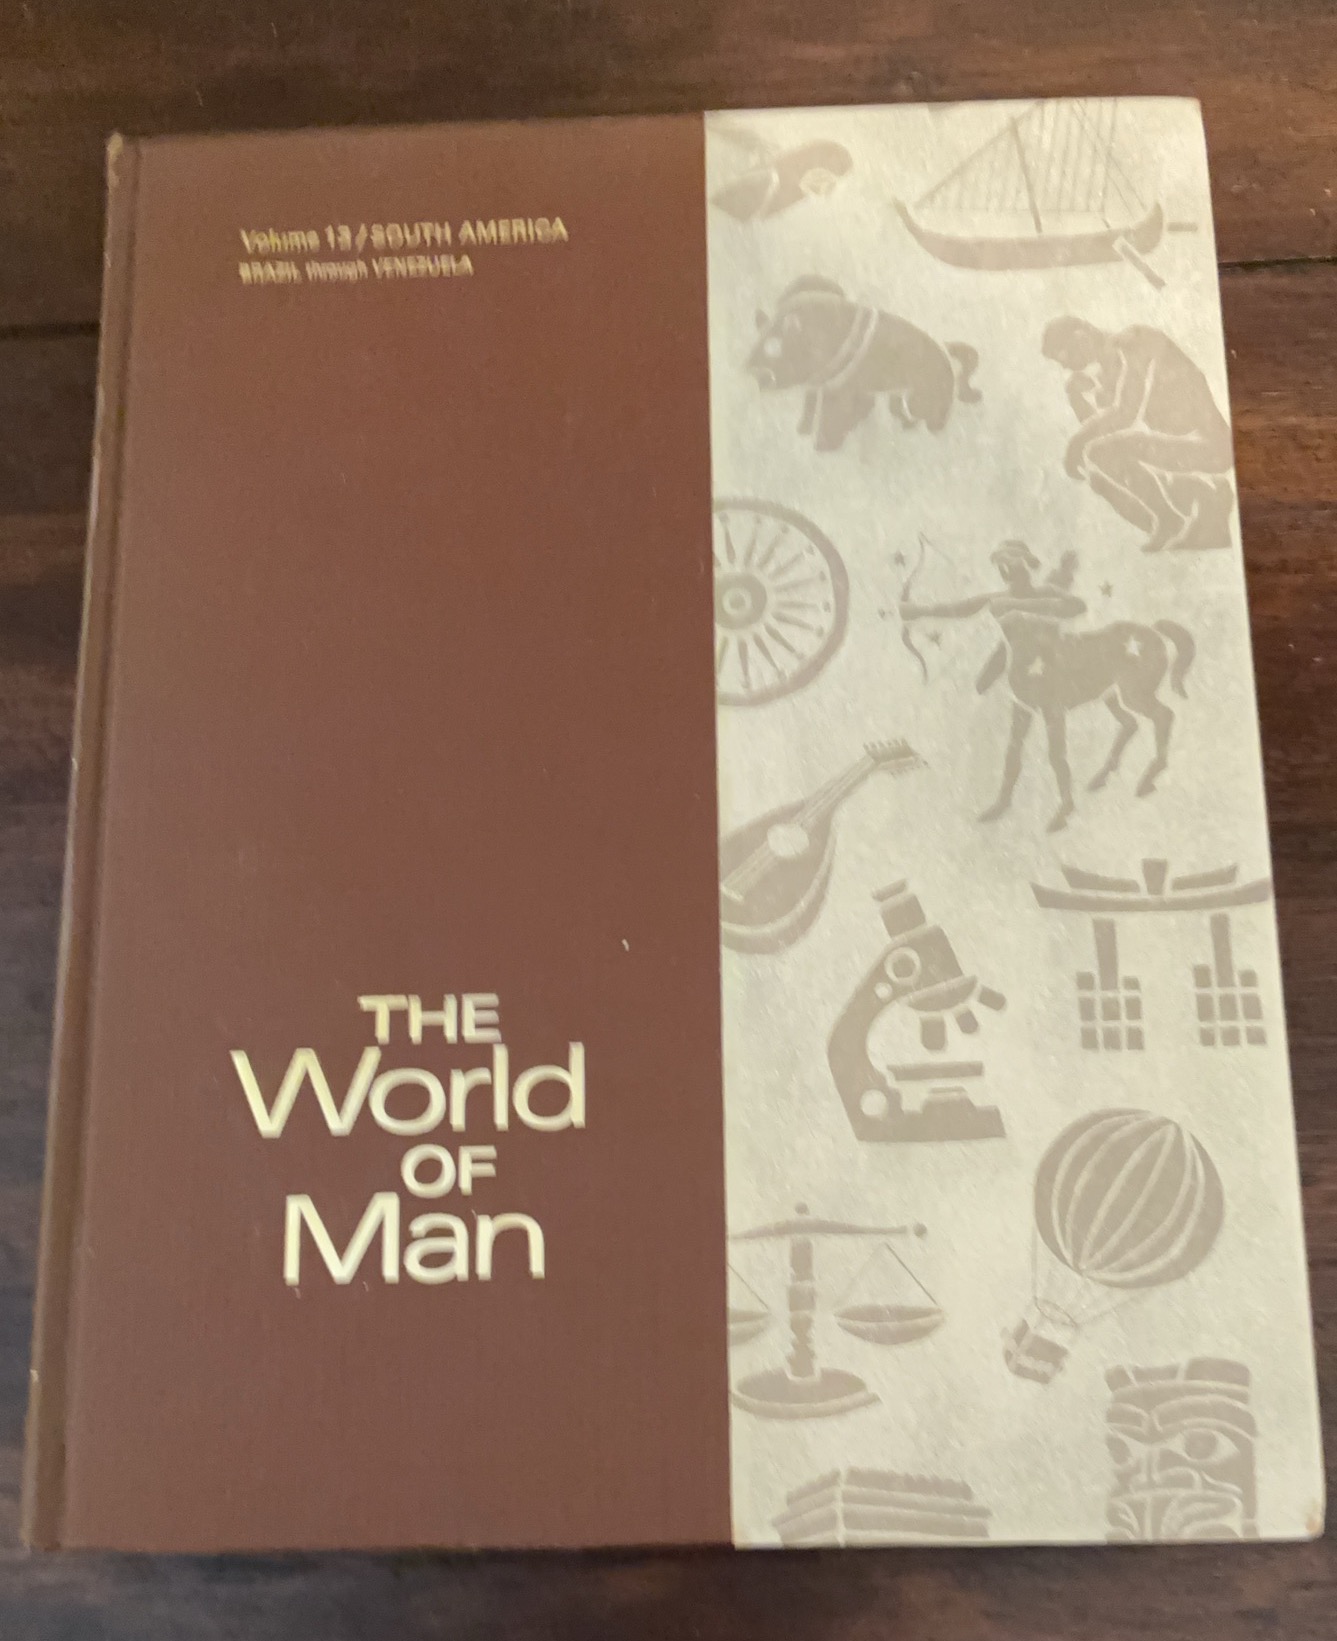 Volume 13 / SOUTH AMERICA
BRAZIL through VENEZUELA
THE
World
OF
Man